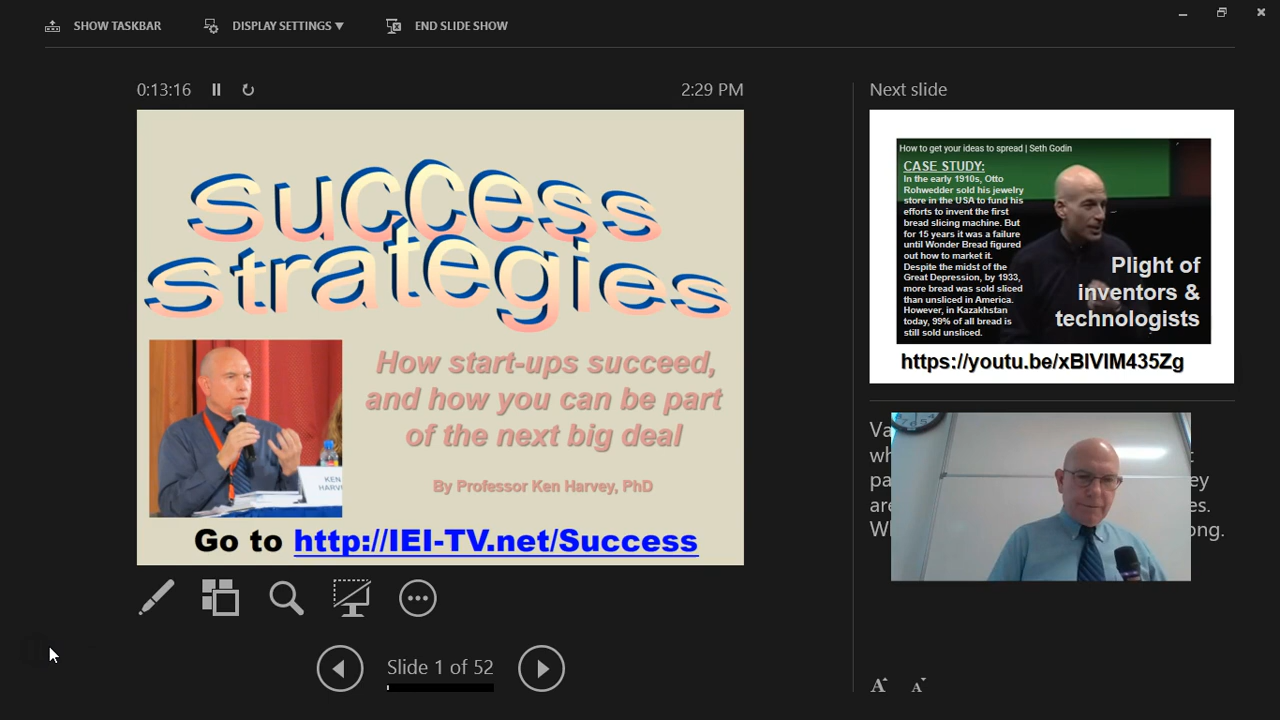 SHOW TASKBAR
DISPLAY SETTINGS ▼
END SLIDE SHOW
0:13:16
2:29 PM
Success
Strategies
How start-ups succeed,
and how you can be part
of the next big deal
By Professor Ken Harvey, PhD
KEN
HARV
Go to http://IEI-TV.net/Success
Slide 1 of 52
Next slide
How to get your ideas to spread | Seth Godin
CASE STUDY:
In the early 1910s, Otto
Rohwedder sold his jewelry
store in the USA to fund his
efforts to invent the first
bread slicing machine. But
for 15 years it was a failure
until Wonder Bread figured
out how to market it.
Despite the midst of the
Great Depression, by 1933,
more bread was sold sliced
than unsliced in America.
However, in Kazakhstan
today, 99% of all bread is
still sold unsliced.
Plight of
inventors &
technologists
https://youtu.be/xBIVIM435Zg
A
A